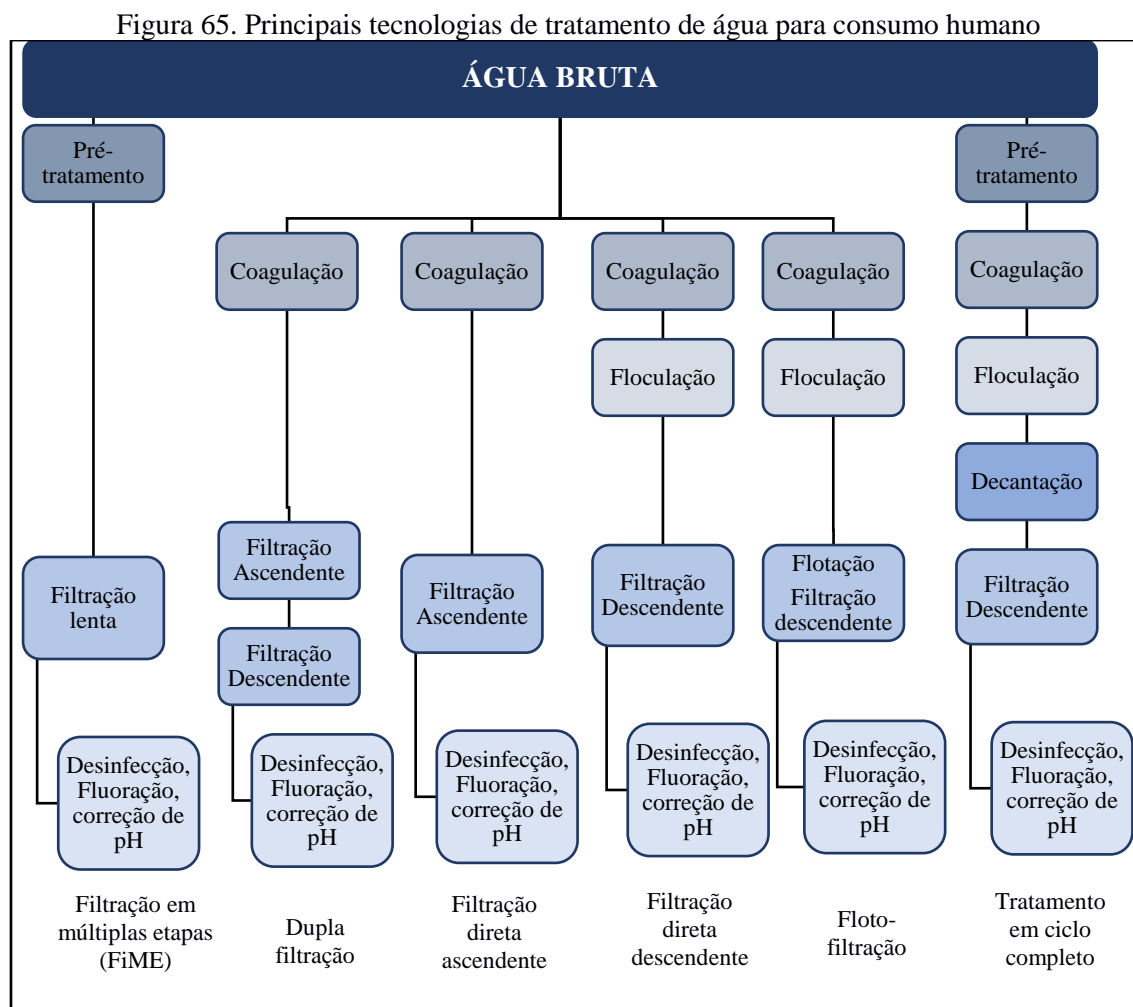 Figura 65. Principais tecnologias de tratamento de água para consumo humano
ÁGUA BRUTA
Pré-
tratamento
Filtração
lenta
Desinfecção,
Fluoração,
correção de
pH
Filtração em
múltiplas etapas
(FiME)
Coagulação
Filtração
Ascendente
Filtração
Descendente
Desinfecção,
Fluoração,
correção de
pH
Dupla
filtração
Coagulação
Filtração
Ascendente
Desinfecção,
Fluoração,
correção de
pH
Filtração
direta
ascendente
Coagulação
Floculação
Filtração
Descendente
Desinfecção,
Fluoração,
correção de
pH
Filtração
direta
descendente
Coagulação
Floculação
Flotação
Filtração
descendente
Desinfecção,
Fluoração,
correção de
pH
Floto-
filtração
Pré-
tratamento
Coagulação
Floculação
Decantação
Filtração
Descendente
Desinfecção,
Fluoração,
correção de
pH
Tratamento
em ciclo
completo